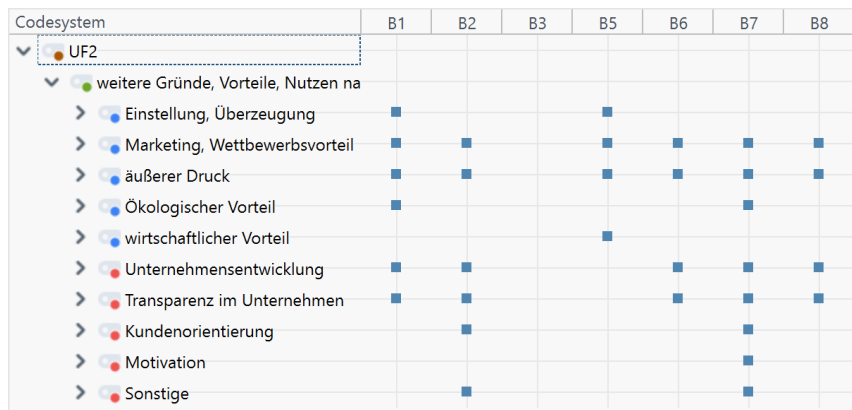 Codesystem B1 B2 B3 B5 B6 B7 B8
UF2
weitere Gründe, Vorteile, Nutzen na
Einstellung, Überzeugung
Marketing, Wettbewerbsvorteil
äußerer Druck
Ökologischer Vorteil
wirtschaftlicher Vorteil
Unternehmensentwicklung
Transparenz im Unternehmen
Kundenorientierung
Motivation
Sonstige